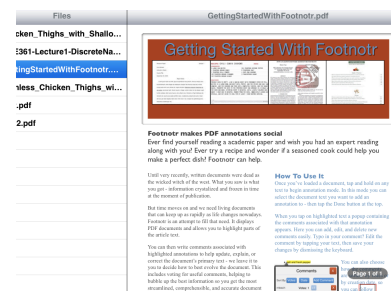 Files
GettingStartedWithFootnotr.pdf
cken_Thighs_with_Shallo...
E361-Lecture1-DiscreteNa...
tingStartedWithFootnotr....
nless_Chicken_Thighs_wi...
.pdf
2.pdf
Getting Started With Footnotr
Footnotr makes PDF annotations social
Ever find yourself reading a academic paper and wish you had an expert reading
along with you? Ever try a recipe and wonder if a seasoned cook could help you
make a perfect dish? Footnotr can help.
Until very recently, written documents were dead as
the wicked witch of the west. What you saw is what
you got - information crystalized and frozen in time
at the moment of publication.
But time moves on and we need living documents
that can keep up as rapidly as life changes nowadays.
Footnotr is an attempt to fill that need. It displays
PDF documents and allows you to highlight parts of
the article text.
You can then write comments associated with
highlighted annotations to help update, explain, or
correct the document's primary text - we leave it to
you to decide how to best evolve the document. This
includes voting for useful comments, helping to
bubble up the best information so you get the most
streamlined, comprehensible, and accurate document
How To Use It
Once you've loaded a document, tap and hold on any
text to begin annotation mode. In this mode you can
select the document text you want to add an
annotation to - then tap the Done button at the top.
When you tap on highlighted text a popup containing
the comments associated with that annotation
appears. Here you can add, edit, and delete new
comments easily. Type in your comment! Edit the
comment by tapping your text, then save your
changes by dismissing the keyboard.
You can also choose
Comments
Page 1 of 1
by creation date, so
you can follow